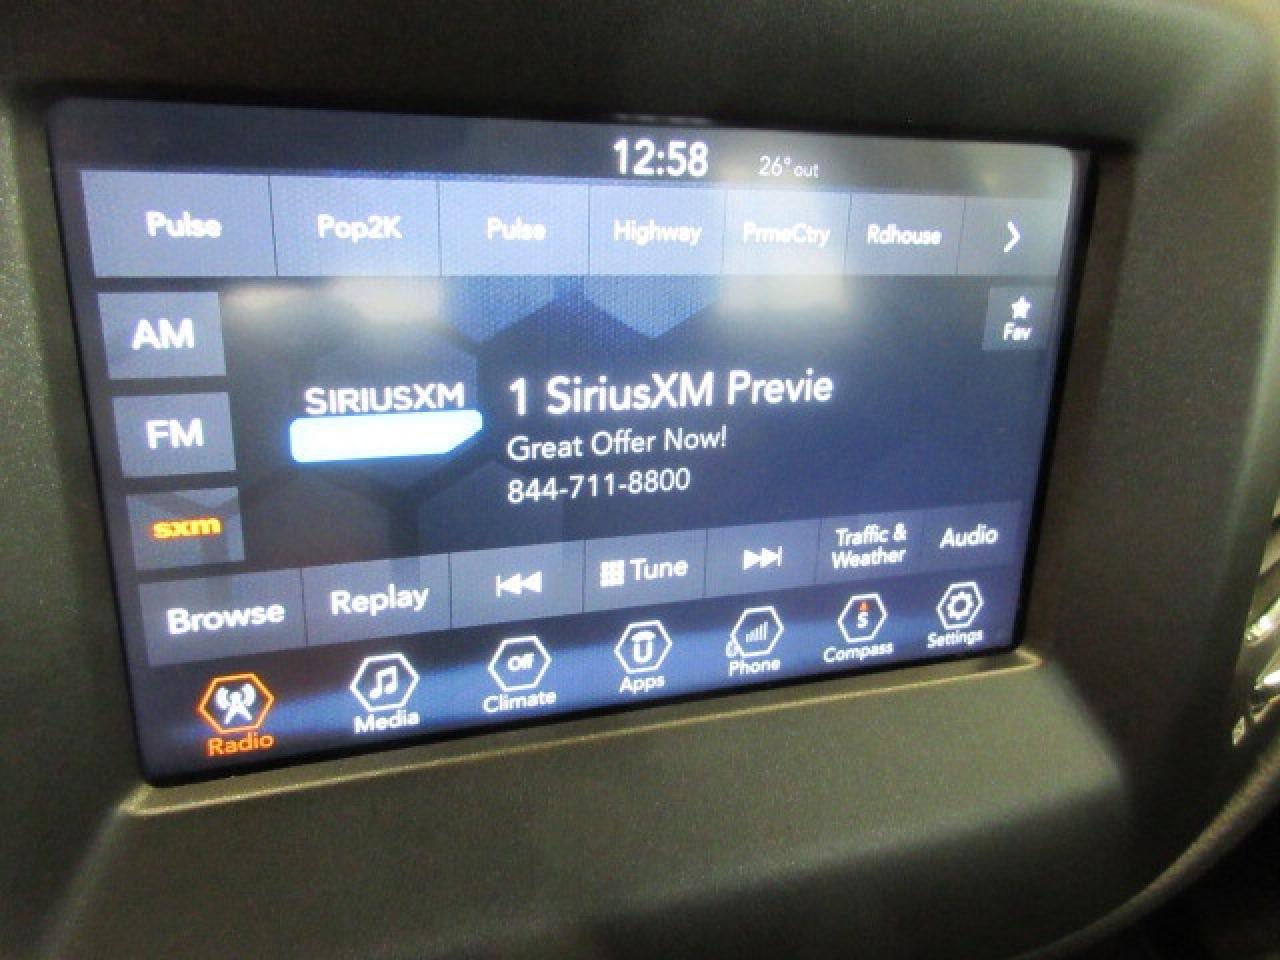 12:58 26° out
Pulse Pop2K Pulse Highway PrmeCtry Rdhouse
Fav
AM
FM
sxm
SIRIUSXM
1 SiriusXM Previe
Great Offer Now!
844-711-8800
Browse Replay Tune Traffic & Weather Audio
Off S
Radio Media Climate Apps Phone Compass Settings